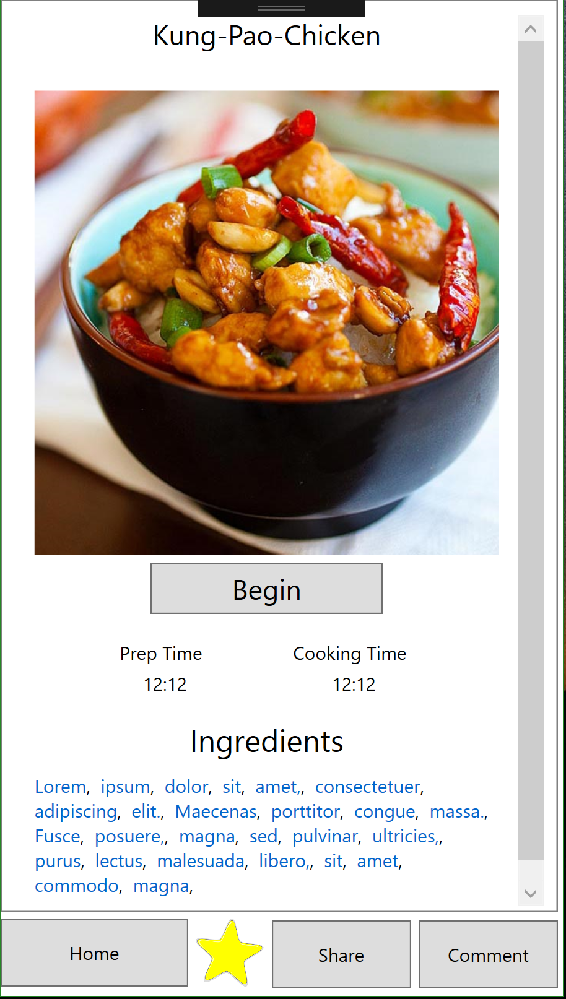 Kung-Pao-Chicken
Begin
Prep Time Cooking Time
12:12 12:12
Ingredients
Lorem, ipsum, dolor, sit, amet,, consectetuer,
adipiscing, elit., Maecenas, porttitor, congue, massa.,
Fusce, posuere,, magna, sed, pulvinar, ultricies,,
purus, lectus, malesuada, libero,, sit, amet,
commodo, magna,
Home Share Comment